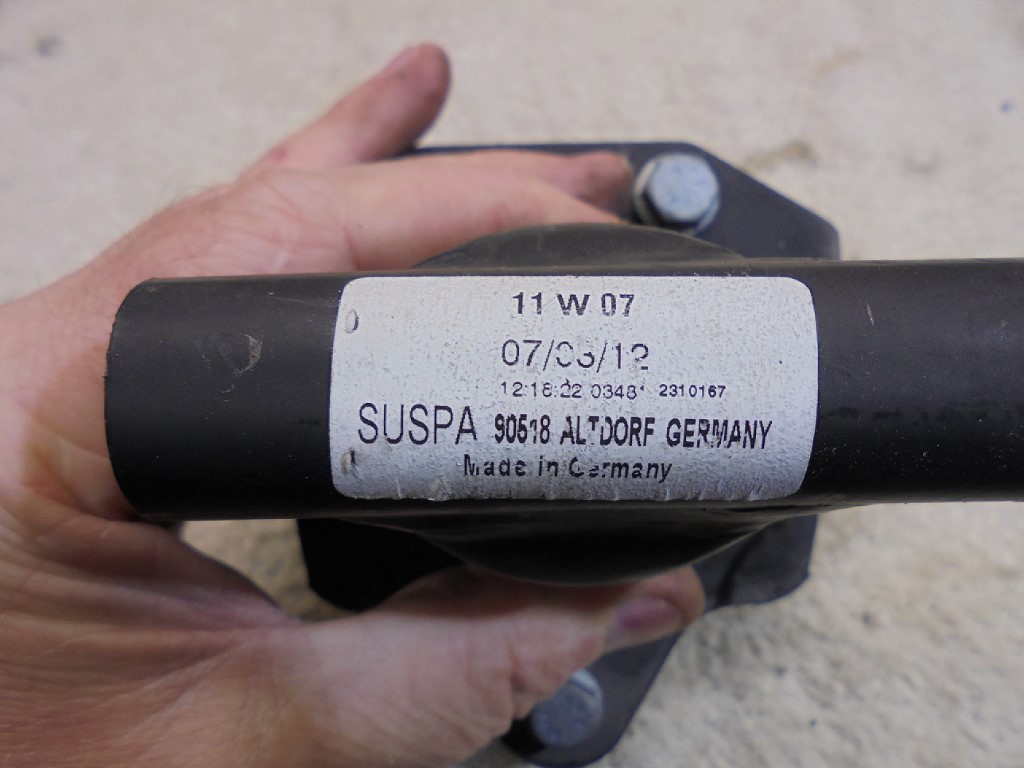 11 W 07
07/03/12
12:18:22 0348 2310167
SUSPA 90518 ALTDORF GERMANY
Made in Germany